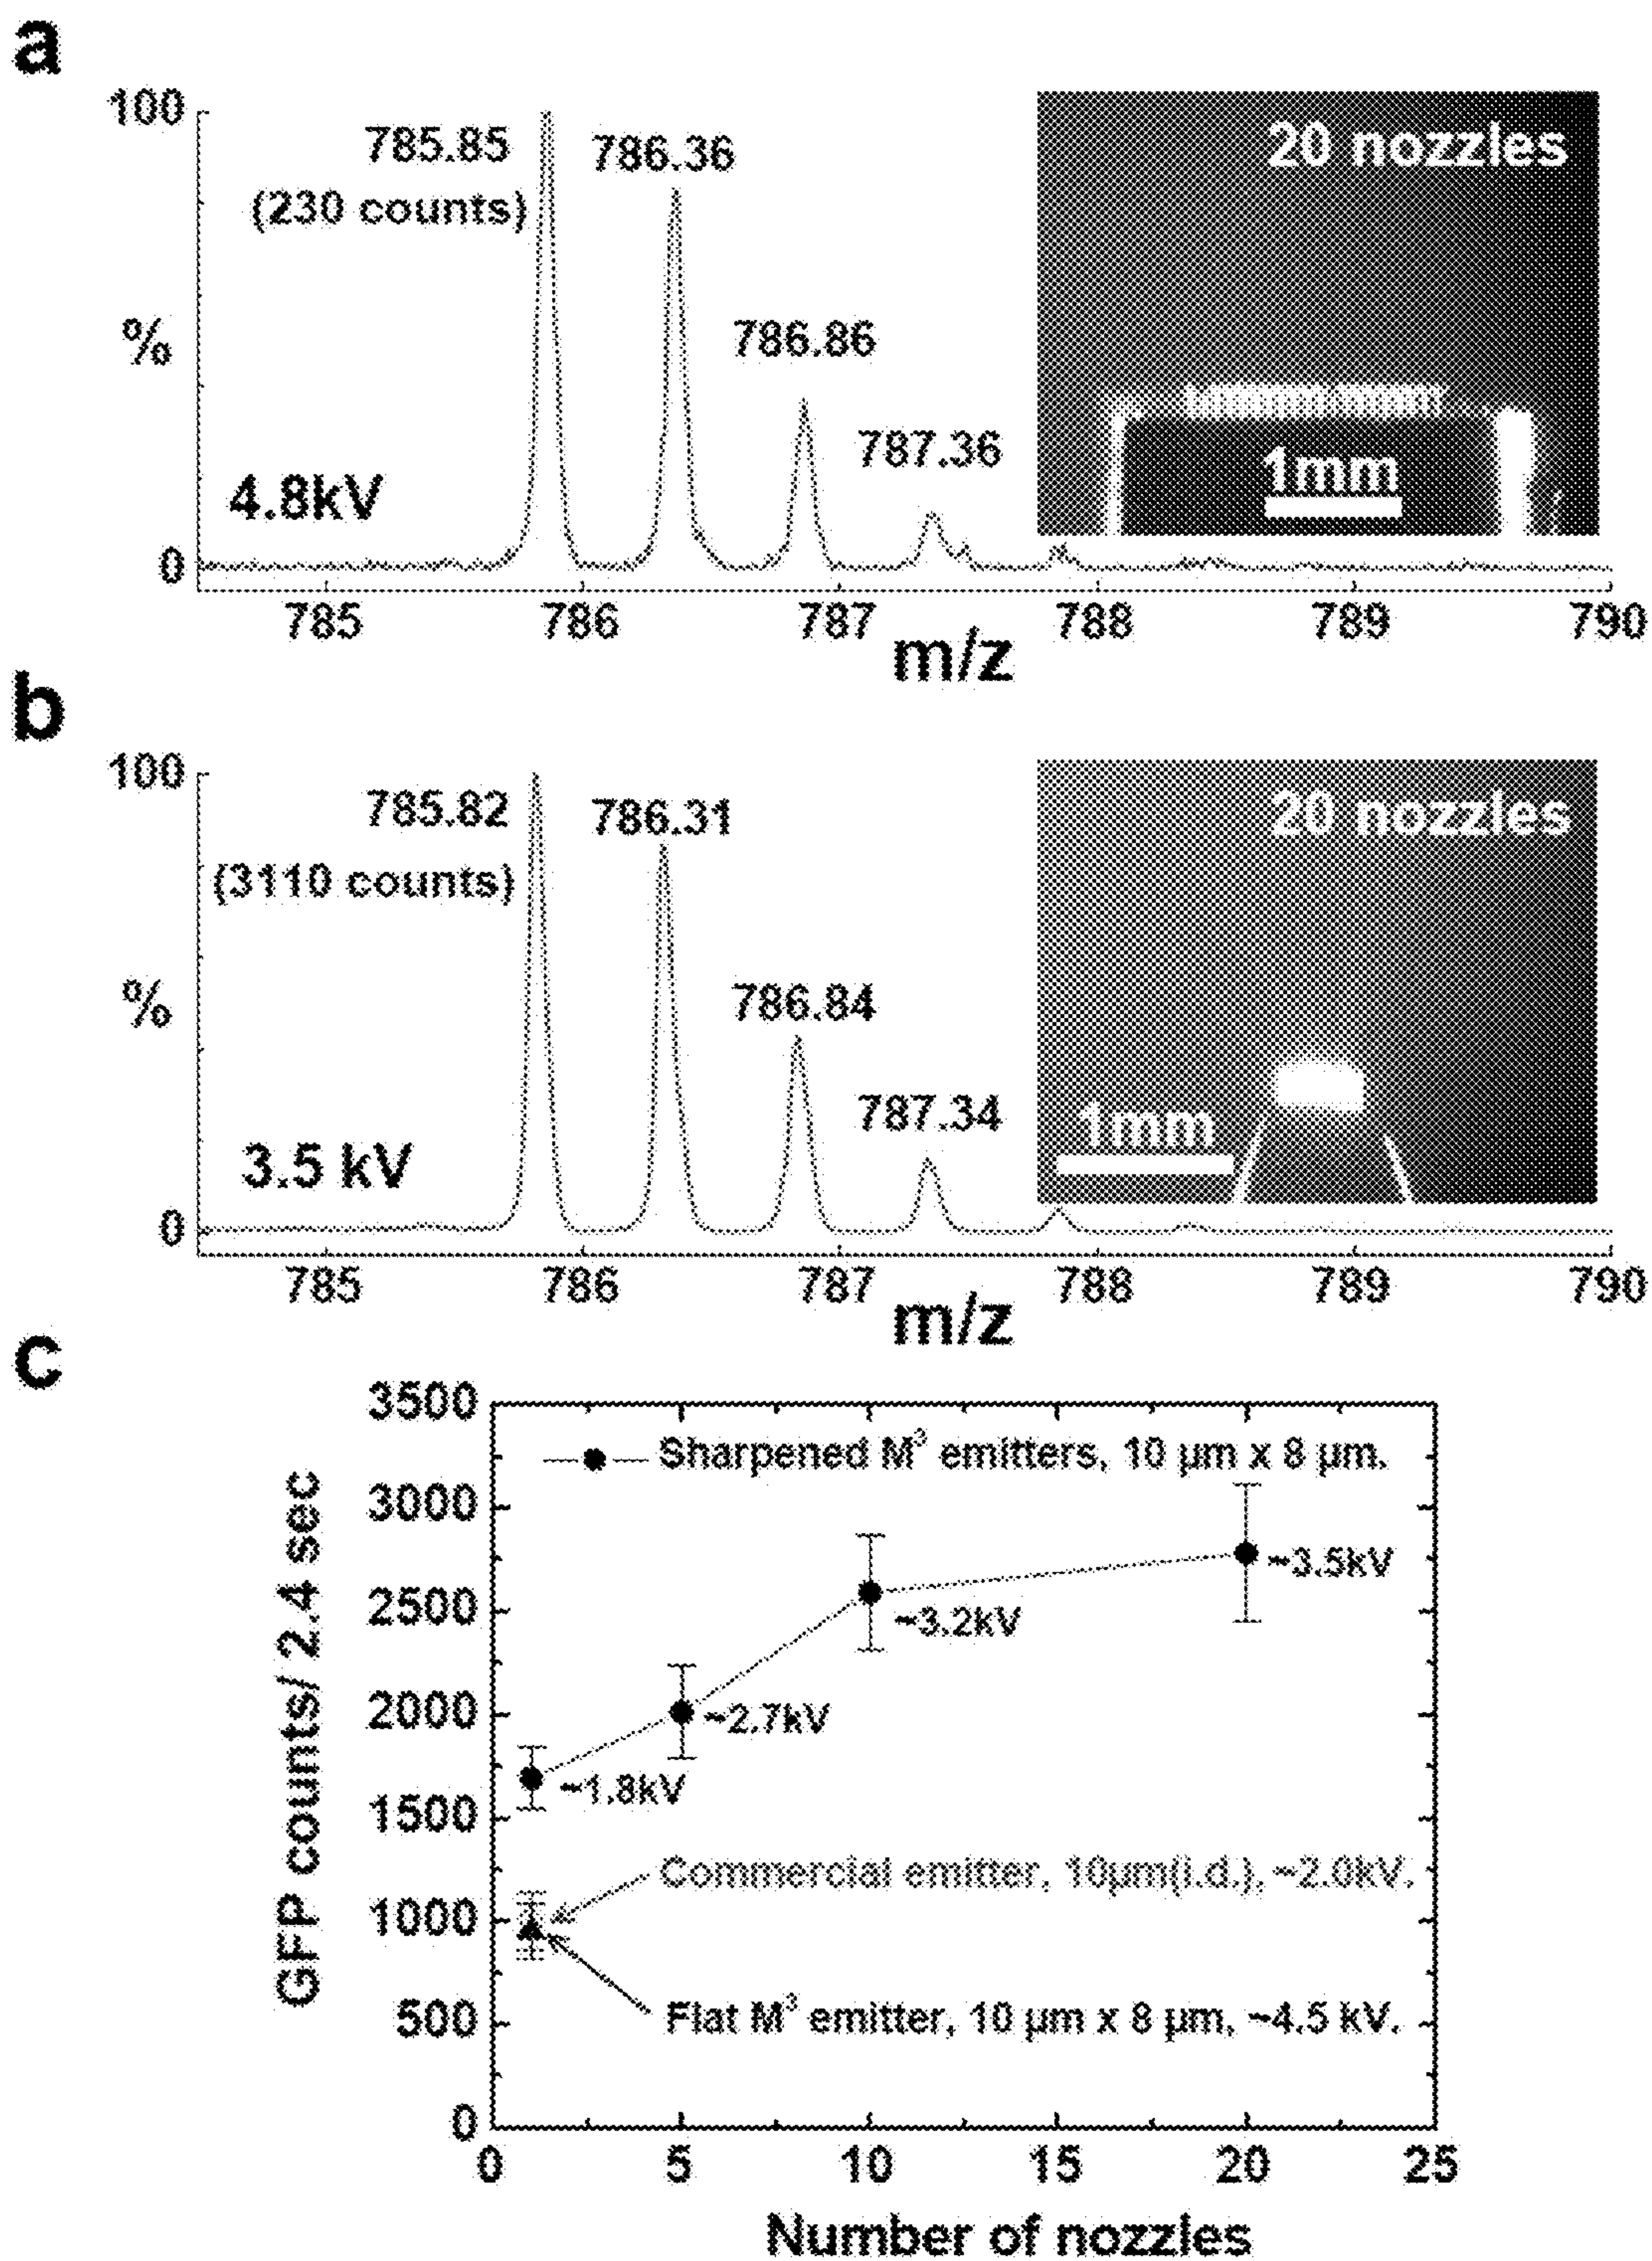 a
100
785.85
786.36
20 nozzles
(230 counts)
%
786.86
787.36
1mm
4.8kV
0
785 786 787 788 789 790
m/z
b
100
785.82
786.31
20 nozzles
(3110 counts)
%
786.84
787.34
1mm
3.5 kV
0
785 786 787 788 789 790
m/z
c
3500
Sharpened M³ emitters, 10 µm x 8 µm.
3000
~3.5kV
2500
~3.2kV
2000
~2.7kV
~1.8kV
1500
Commercial emitter, 10µm(i.d.), ~2.0kV.
1000
Flat M³ emitter, 10 µm x 8 µm, ~4.5 kV.
500
0
GFP counts/ 2.4 sec
0 5 10 15 20 25
Number of nozzles